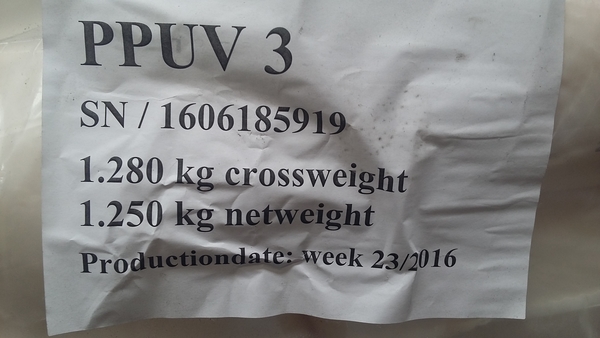 PPUV 3
SN / 1606185919
1.280 kg crossweight
1.250 kg netweight
Productiondate: week 23/2016